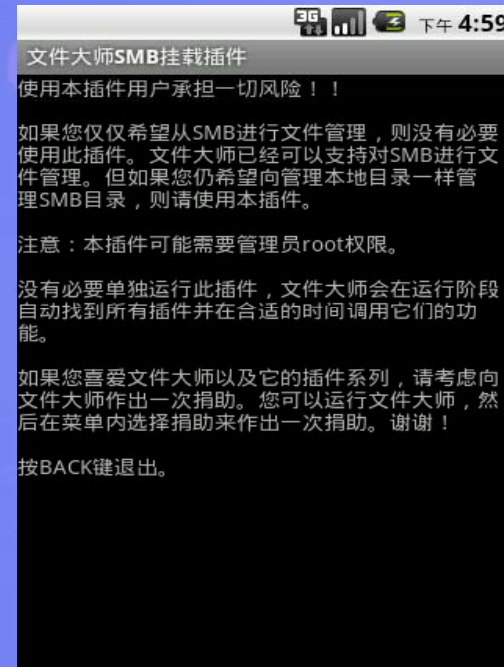 3G 下午 4:59
文件大师SMB挂载插件
使用本插件用户承担一切风险！！
如果您仅仅希望从SMB进行文件管理，则没有必要
使用此插件。文件大师已经可以支持对SMB进行文
件管理。但如果您仍希望向管理本地目录一样管
理SMB目录，则请使用本插件。
注意：本插件可能需要管理员root权限。
没有必要单独运行此插件，文件大师会在运行阶段
自动找到所有插件并在合适的时间调用它们的功
能。
如果您喜爱文件大师以及它的插件系列，请考虑向
文件大师作出一次捐助。您可以运行文件大师，然
后在菜单内选择捐助来作出一次捐助。谢谢！
按BACK键退出。